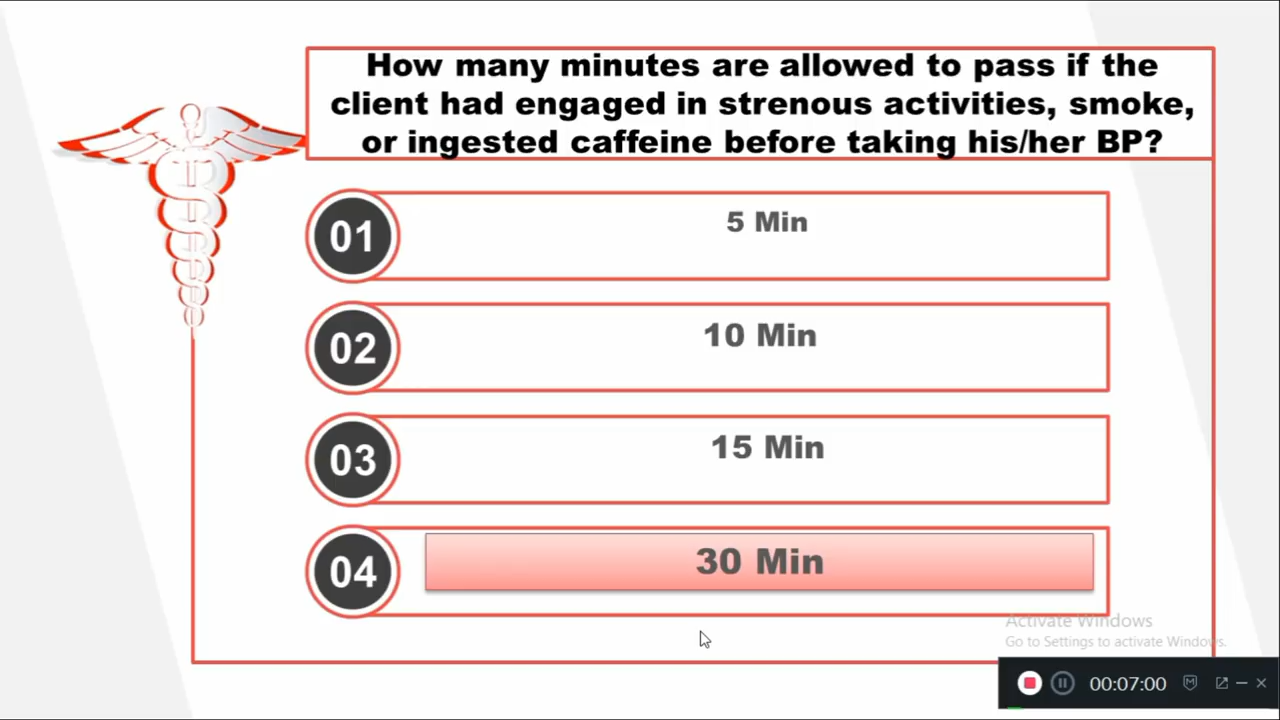 How many minutes are allowed to pass if the
client had engaged in strenous activities, smoke,
or ingested caffeine before taking his/her BP?
01
5 Min
02
10 Min
03
15 Min
04
30 Min
Activate Windows
Go to Settings to activate Windows.
00:07:00